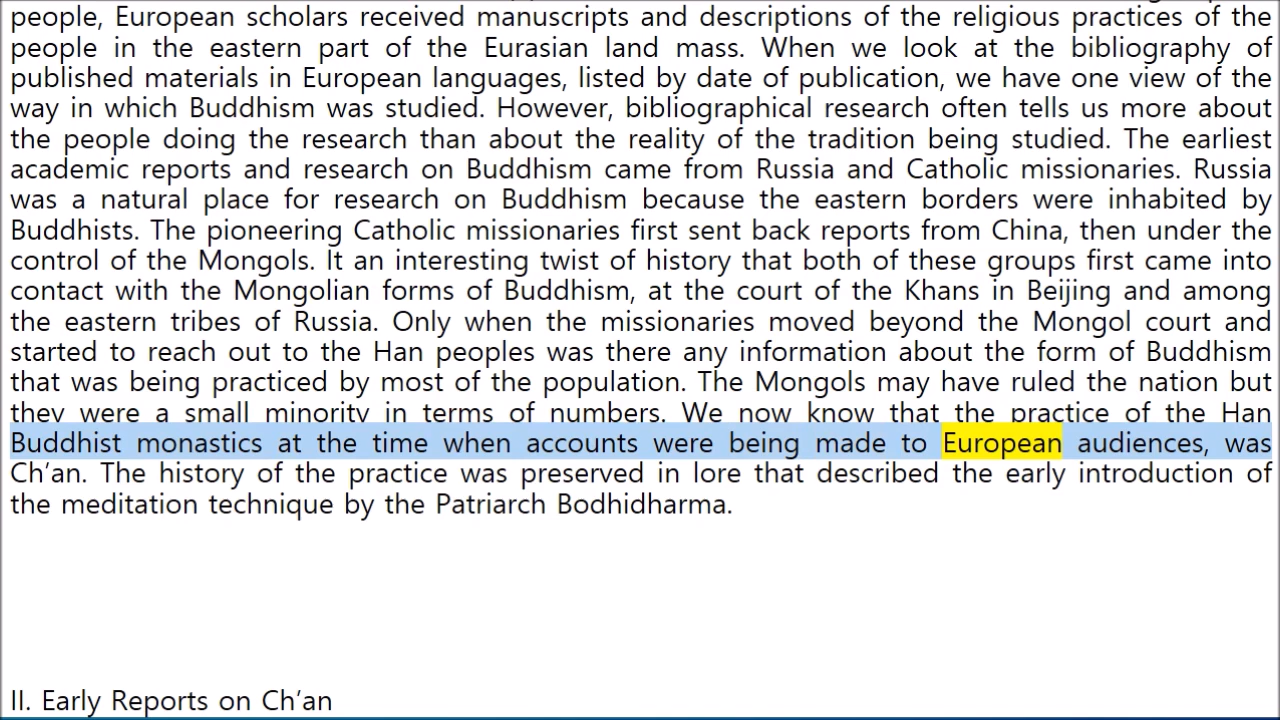 people, European scholars received manuscripts and descriptions of the religious practices of the
people in the eastern part of the Eurasian land mass. When we look at the bibliography of
published materials in European languages, listed by date of publication, we have one view of the
way in which Buddhism was studied. However, bibliographical research often tells us more about
the people doing the research than about the reality of the tradition being studied. The earliest
academic reports and research on Buddhism came from Russia and Catholic missionaries. Russia
was a natural place for research on Buddhism because the eastern borders were inhabited by
Buddhists. The pioneering Catholic missionaries first sent back reports from China, then under the
control of the Mongols. It an interesting twist of history that both of these groups first came into
contact with the Mongolian forms of Buddhism, at the court of the Khans in Beijing and among
the eastern tribes of Russia. Only when the missionaries moved beyond the Mongol court and
started to reach out to the Han peoples was there any information about the form of Buddhism
that was being practiced by most of the population. The Mongols may have ruled the nation but
they were a small minority in terms of numbers. We now know that the practice of the Han
Buddhist monastics at the time when accounts were being made to European audiences, was
Ch’an. The history of the practice was preserved in lore that described the early introduction of
the meditation technique by the Patriarch Bodhidharma.
II. Early Reports on Ch’an